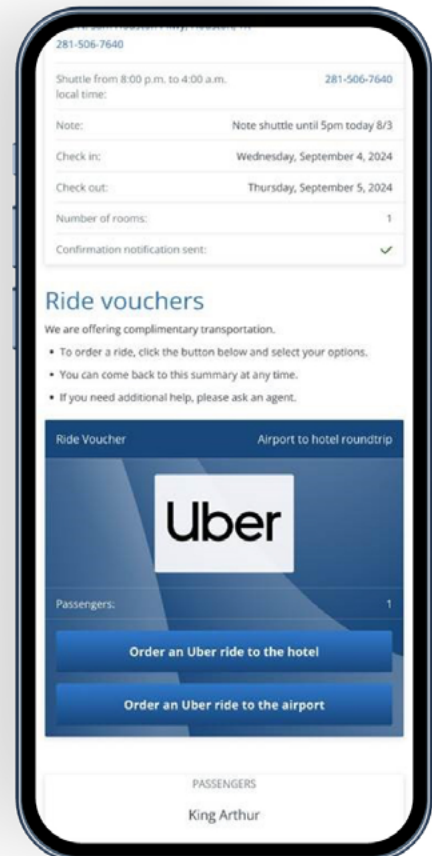 281-506-7640
Shuttle from 8:00 p.m. to 4:00 a.m. 281-506-7640
local time:
Note: Note shuttle until 5pm today 8/3
Check in: Wednesday, September 4, 2024
Check out: Thursday, September 5, 2024
Number of rooms: 1
Confirmation notification sent:
Ride vouchers
We are offering complimentary transportation.
• To order a ride, click the button below and select your options.
• You can come back to this summary at any time.
• If you need additional help, please ask an agent.
Ride Voucher Airport to hotel roundtrip
Uber
Passengers: 1
Order an Uber ride to the hotel
Order an Uber ride to the airport
PASSENGERS
King Arthur